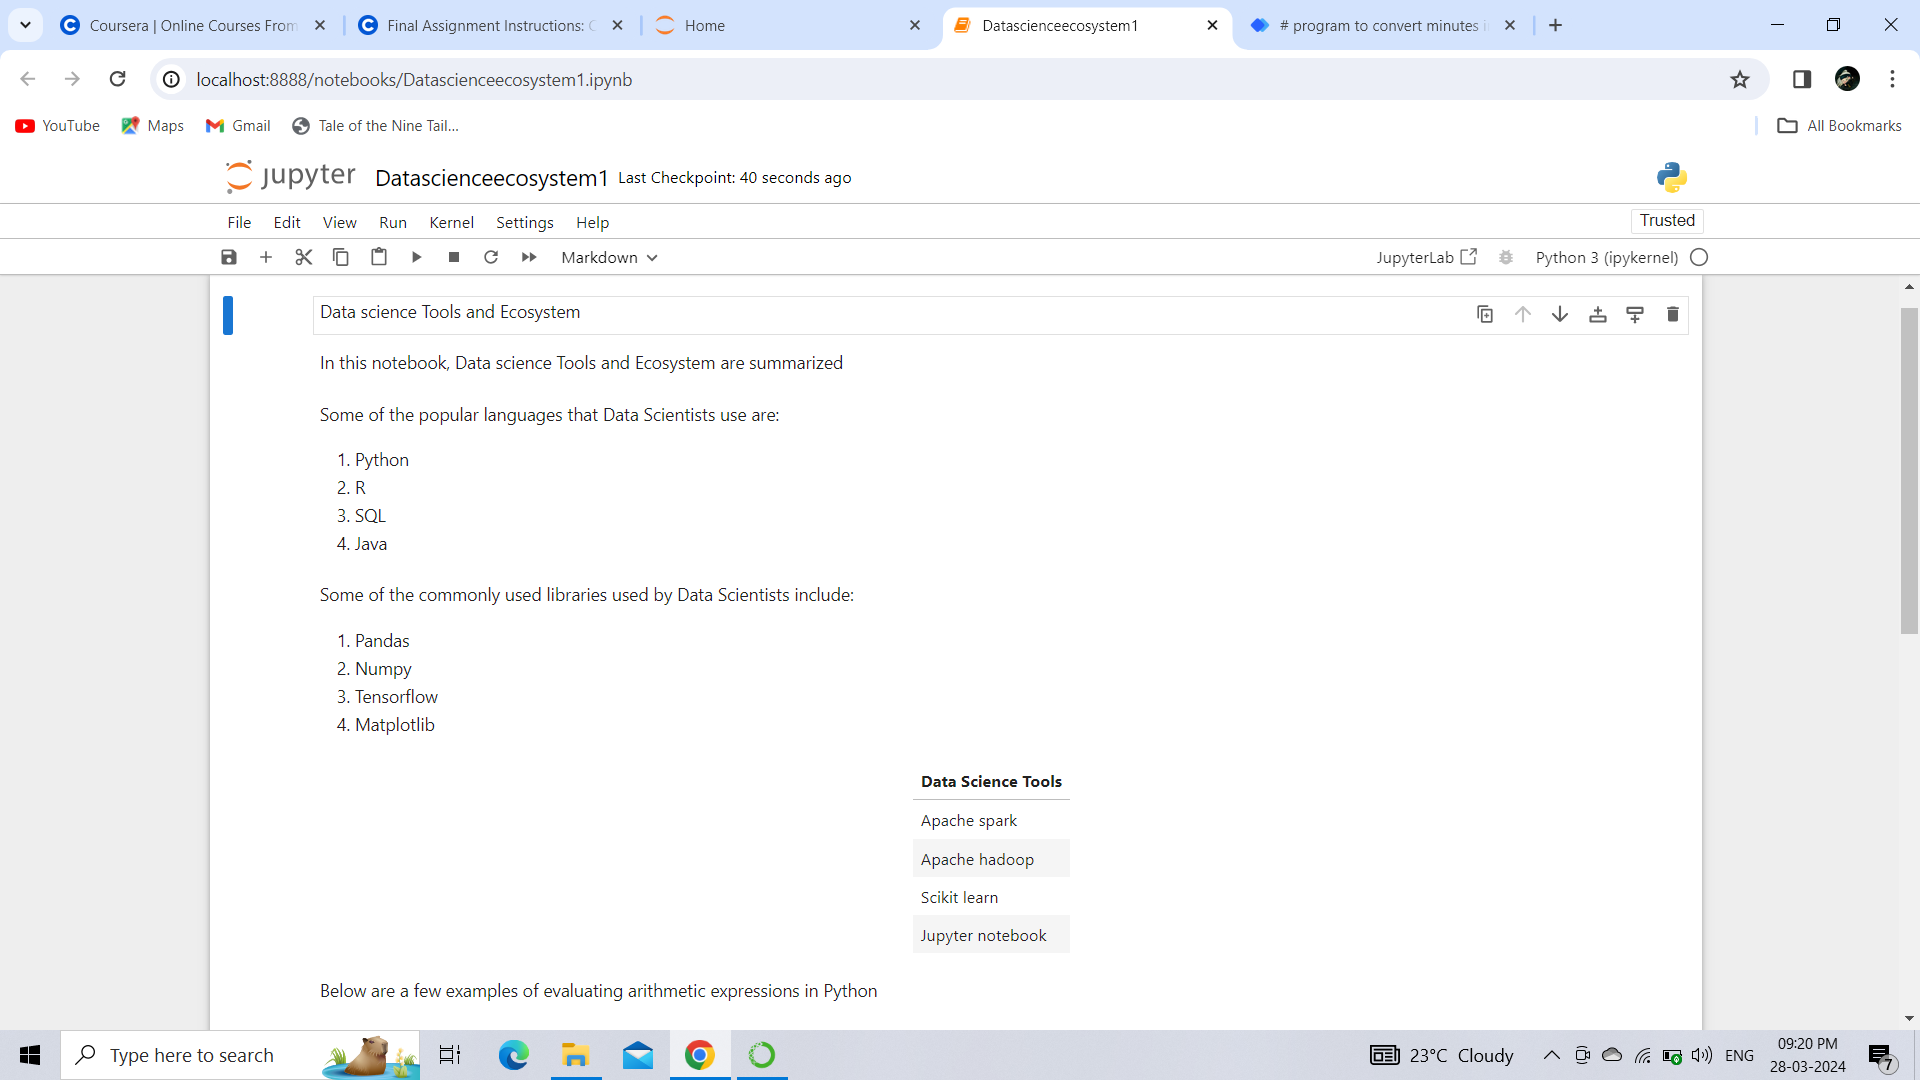 Coursera | Online Courses From
Final Assignment Instructions: C
Home
Datascienceecosystem1
# program to convert minutes i
localhost:8888/notebooks/Datascienceecosystem1.ipynb
YouTube
Maps
Gmail
Tale of the Nine Tail...
All Bookmarks
jupyter
Datascienceecosystem1
Last Checkpoint: 40 seconds ago
File Edit View Run Kernel Settings Help
Trusted
Markdown
JupyterLab
Python 3 (ipykernel)
Data science Tools and Ecosystem
In this notebook, Data science Tools and Ecosystem are summarized
Some of the popular languages that Data Scientists use are:
1. Python
2. R
3. SQL
4. Java
Some of the commonly used libraries used by Data Scientists include:
1. Pandas
2. Numpy
3. Tensorflow
4. Matplotlib
Data Science Tools
Apache spark
Apache hadoop
Scikit learn
Jupyter notebook
Below are a few examples of evaluating arithmetic expressions in Python
Type here to search
23°C Cloudy
ENG
09:20 PM
28-03-2024
7